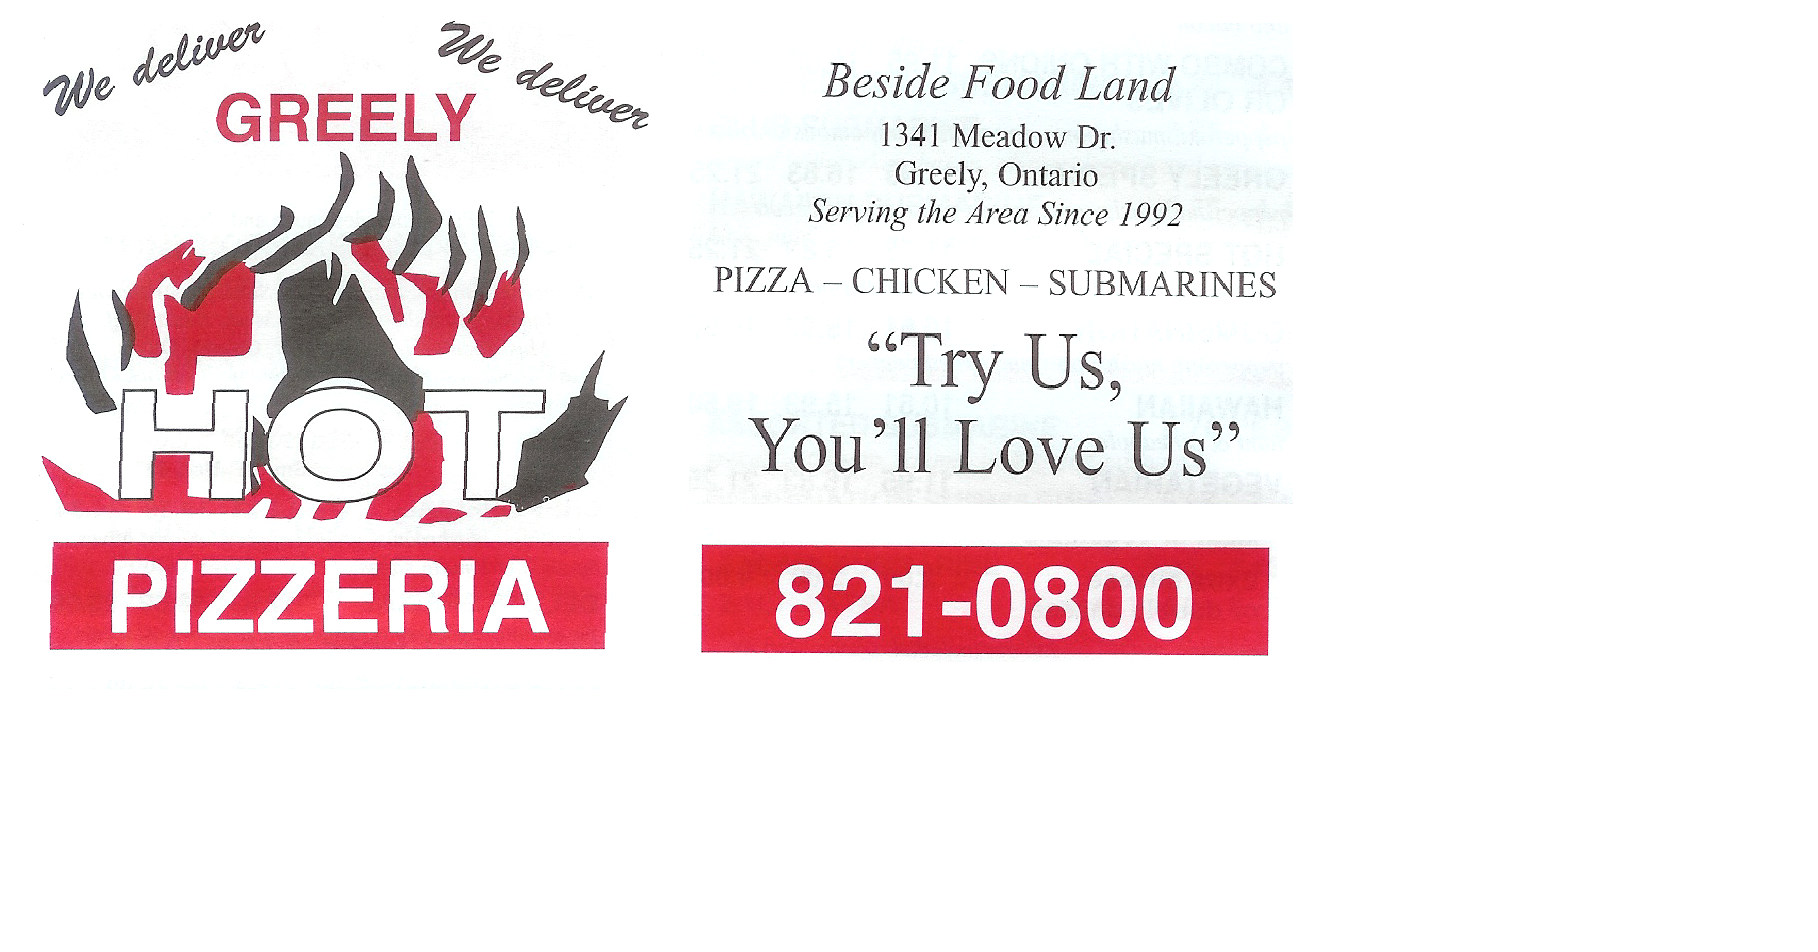 We deliver
We deliver
GREELY
HOT
PIZZERIA
Beside Food Land
1341 Meadow Dr.
Greely, Ontario
Serving the Area Since 1992
PIZZA – CHICKEN – SUBMARINES
“Try Us,
You’ll Love Us”
821-0800